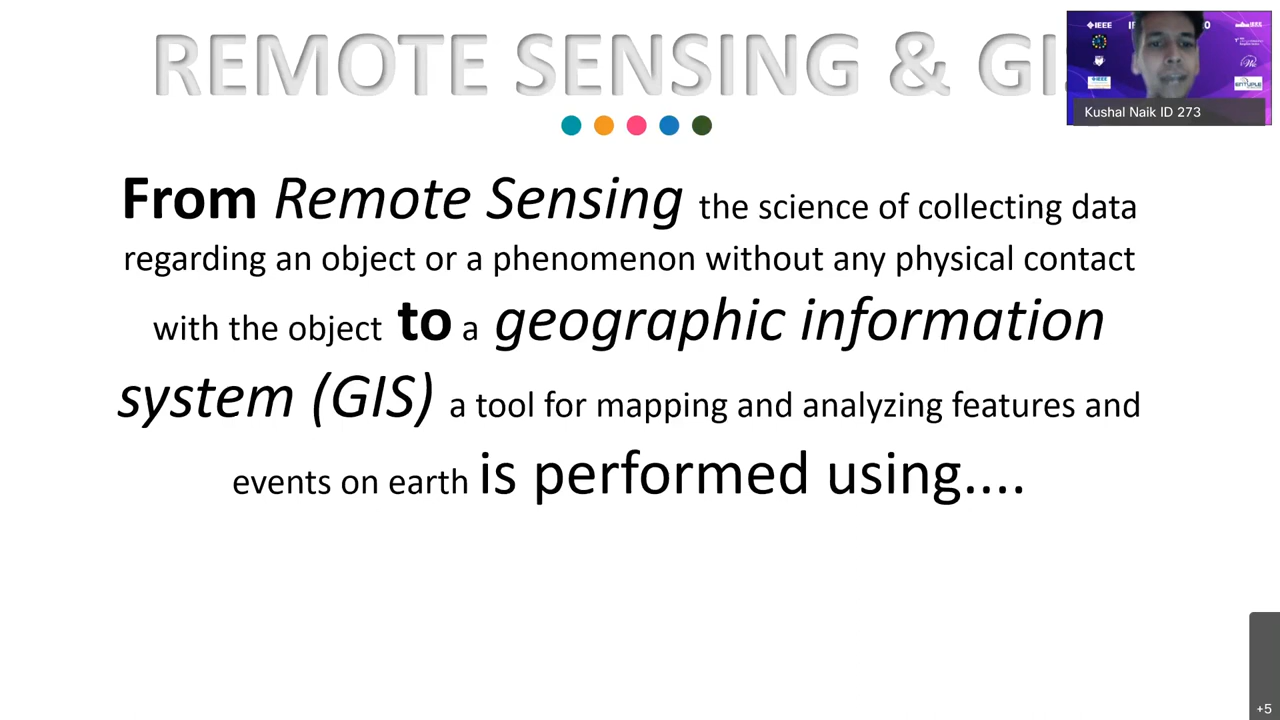 REMOTE SENSING & GI
From Remote Sensing the science of collecting data
regarding an object or a phenomenon without any physical contact
with the object to a geographic information
system (GIS) a tool for mapping and analyzing features and
events on earth is performed using....
IEEE
Kushal Naik ID 273
+5